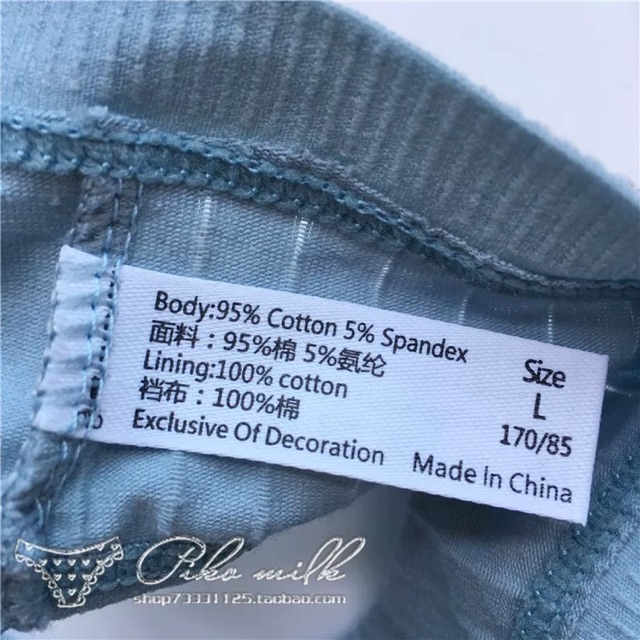 Body:95% Cotton 5% Spandex
面料：95%棉 5%氨纶
Lining:100% cotton
裆布：100%棉
Exclusive Of Decoration
Size
L
170/85
Made In China
Piko milk
shop73331125.taobao.com